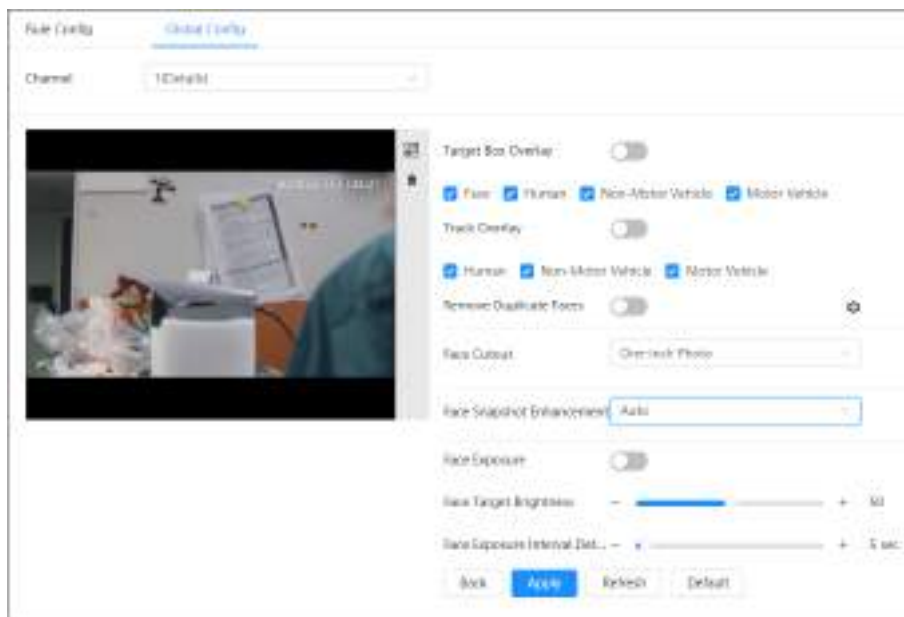 Rule Config Global Config
Channel 1(Details)
Target Box Overlay
Face Human Non-Motor Vehicle Motor Vehicle
Track Overlay
Human Non-Motor Vehicle Motor Vehicle
Remove Duplicate Faces
Face Cutout One-Inch Photo
Face Snapshot Enhancement Auto
Face Exposure
Face Target Brightness − + 50
Face Exposure Interval Det... − + 5 sec
Back Apply Refresh Default